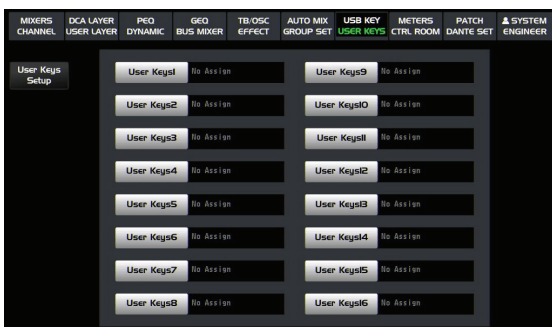 MIXERS DCA LAYER PEQ GEQ TB/OSC AUTO MIX USB KEY METERS PATCH SYSTEM
CHANNEL USER LAYER DYNAMIC BUS MIXER EFFECT GROUP SET USER KEYS CTRL ROOM DANTE SET ENGINEER
User Keys
Setup
User Keys1 No Assign User Keys9 No Assign
User Keys2 No Assign User Keys10 No Assign
User Keys3 No Assign User Keys11 No Assign
User Keys4 No Assign User Keys12 No Assign
User Keys5 No Assign User Keys13 No Assign
User Keys6 No Assign User Keys14 No Assign
User Keys7 No Assign User Keys15 No Assign
User Keys8 No Assign User Keys16 No Assign